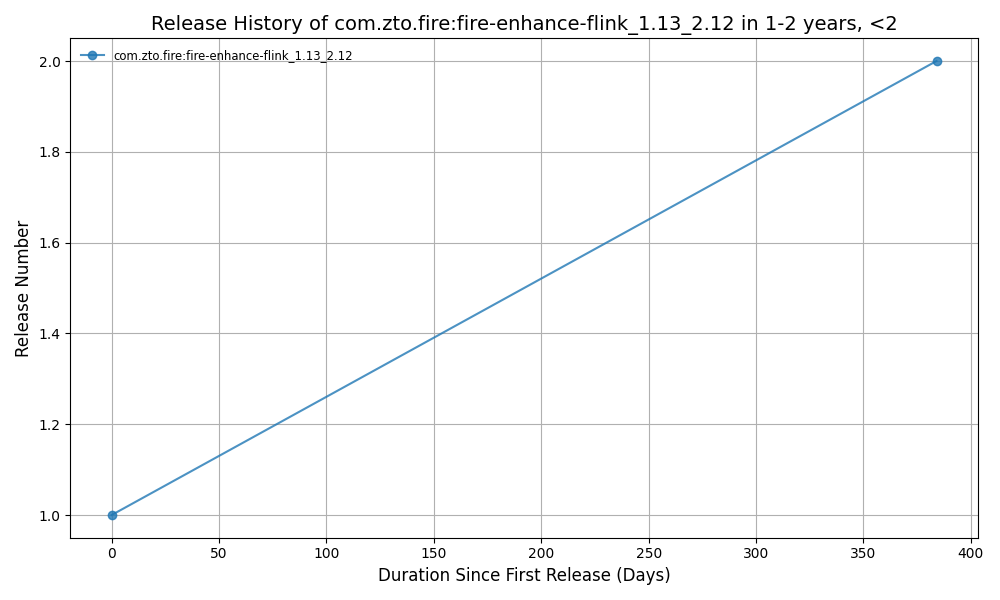 Release History of com.zto.fire:fire-enhance-flink_1.13_2.12 in 1-2 years, <2
com.zto.fire:fire-enhance-flink_1.13_2.12
Release Number
2.0
1.8
1.6
1.4
1.2
1.0
0 50 100 150 200 250 300 350 400
Duration Since First Release (Days)